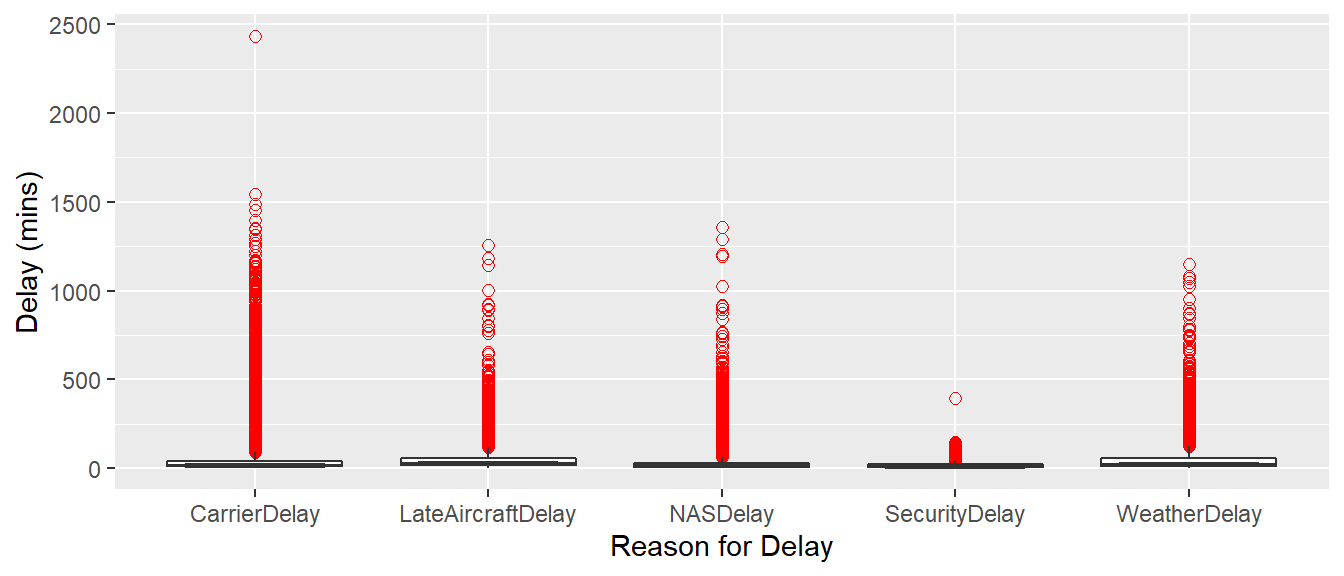 2500
2000
1500
1000
500
0
Delay (mins)
CarrierDelay LateAircraftDelay NASDelay SecurityDelay WeatherDelay
Reason for Delay